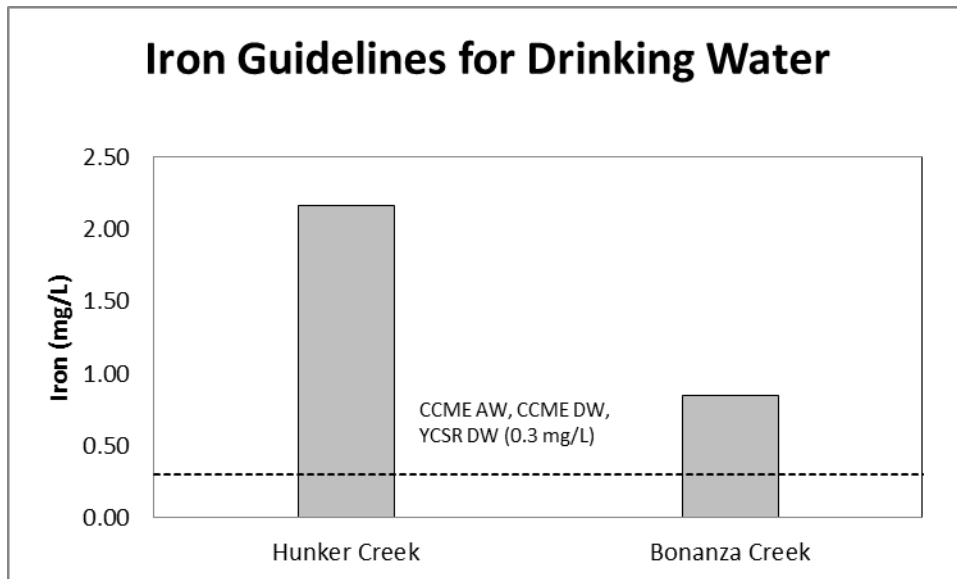 Iron Guidelines for Drinking Water
2.50
2.00
1.50
1.00
0.50
0.00
Iron (mg/L)
CCME AW, CCME DW,
YCSR DW (0.3 mg/L)
Hunker Creek
Bonanza Creek